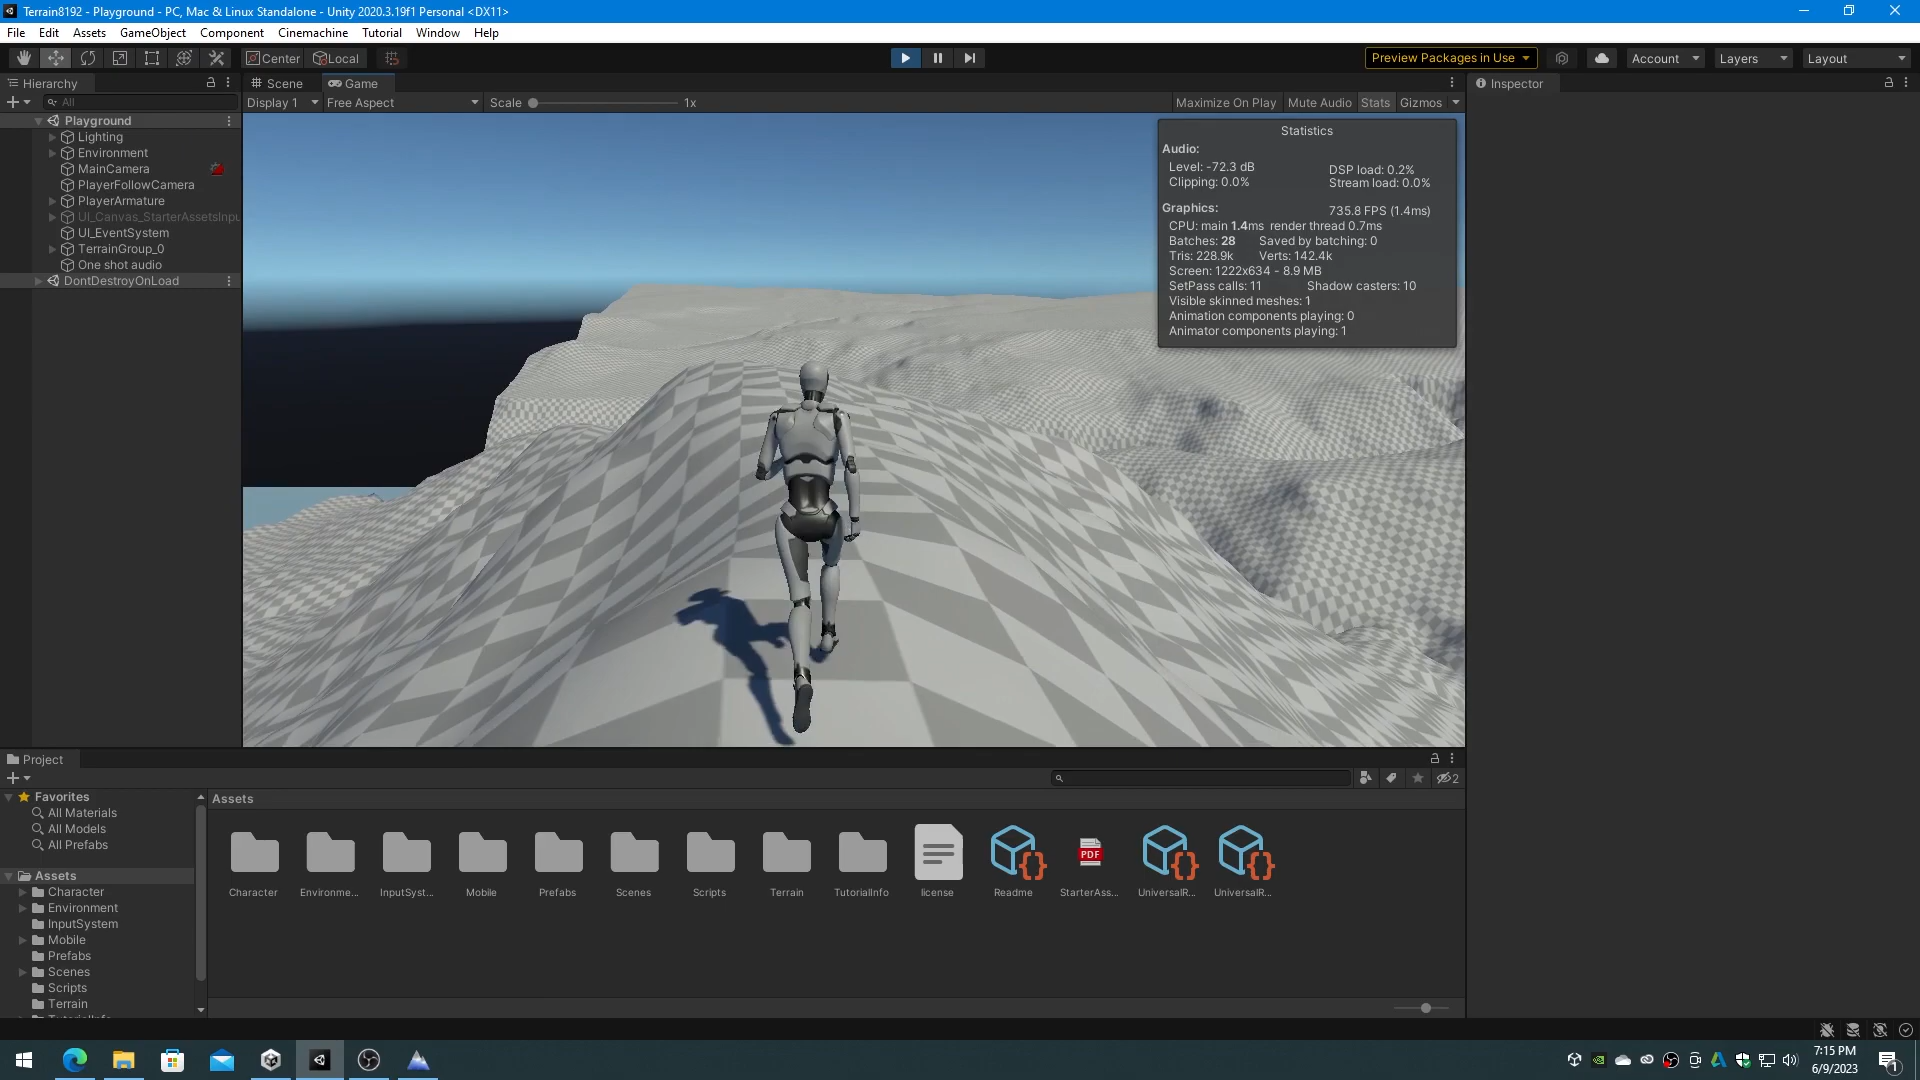 Terrain8192 - Playground - PC, Mac & Linux Standalone - Unity 2020.3.19f1 Personal <DX11>
File Edit Assets GameObject Component Cinemachine Tutorial Window Help
Center Local
Preview Packages in Use Account Layers Layout
Hierarchy
All
Playground
Lighting
Environment
MainCamera
PlayerFollowCamera
PlayerArmature
UI_Canvas_StarterAssetsInpu
UI_EventSystem
TerrainGroup_0
One shot audio
DontDestroyOnLoad
Scene Game
Display 1 Free Aspect Scale 1x Maximize On Play Mute Audio Stats Gizmos
Statistics
Audio:
Level: -72.3 dB DSP load: 0.2%
Clipping: 0.0% Stream load: 0.0%
Graphics: 735.8 FPS (1.4ms)
CPU: main 1.4ms render thread 0.7ms
Batches: 28 Saved by batching: 0
Tris: 228.9k Verts: 142.4k
Screen: 1222x634 - 8.9 MB
SetPass calls: 11 Shadow casters: 10
Visible skinned meshes: 1
Animation components playing: 0
Animator components playing: 1
Inspector
Project
2
Favorites
All Materials
All Models
All Prefabs
Assets
Character
Environment
InputSystem
Mobile
Prefabs
Scenes
Scripts
Terrain
Assets
PDF
Character Environme... InputSyst... Mobile Prefabs Scenes Scripts Terrain TutorialInfo license Readme StarterAss... UniversalR... UniversalR...
7:15 PM
6/9/2023
1